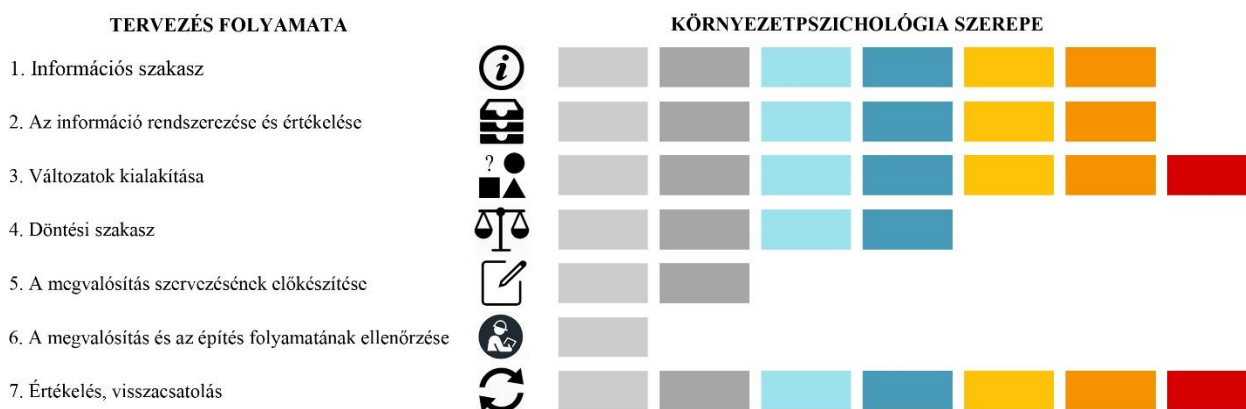 TERVEZÉS FOLYAMATA
KÖRNYEZETPSZICHOLÓGIA SZEREPE
1. Információs szakasz
i
2. Az információ rendszerezése és értékelése
3. Változatok kialakítása
?
4. Döntési szakasz
5. A megvalósítás szervezésének előkészítése
6. A megvalósítás és az építés folyamatának ellenőrzése
7. Értékelés, visszacsatolás